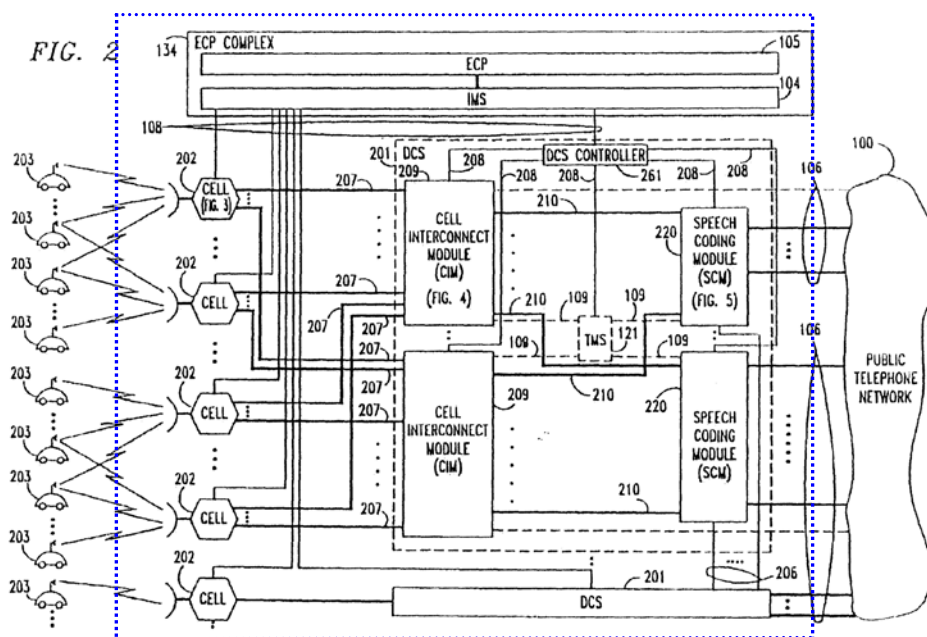 FIG. 2
134
ECP COMPLEX
105
ECP
104
IMS
108
201
DCS
209
208
DCS CONTROLLER
208
208
208
261
208
106
100
203
202
CELL
(FIG. 3)
207
CELL
INTERCONNECT
MODULE
(CIM)
(FIG. 4)
210
220
SPEECH
CODING
MODULE
(SCM)
(FIG. 5)
203
203
202
CELL
207
207
207
210
109
109
TMS
121
203
109
109
106
PUBLIC
TELEPHONE
NETWORK
207
207
203
202
CELL
207
CELL
INTERCONNECT
MODULE
(CIM)
209
210
220
SPEECH
CODING
MODULE
(SCM)
203
203
202
CELL
207
210
203
203
202
CELL
201
DCS
206